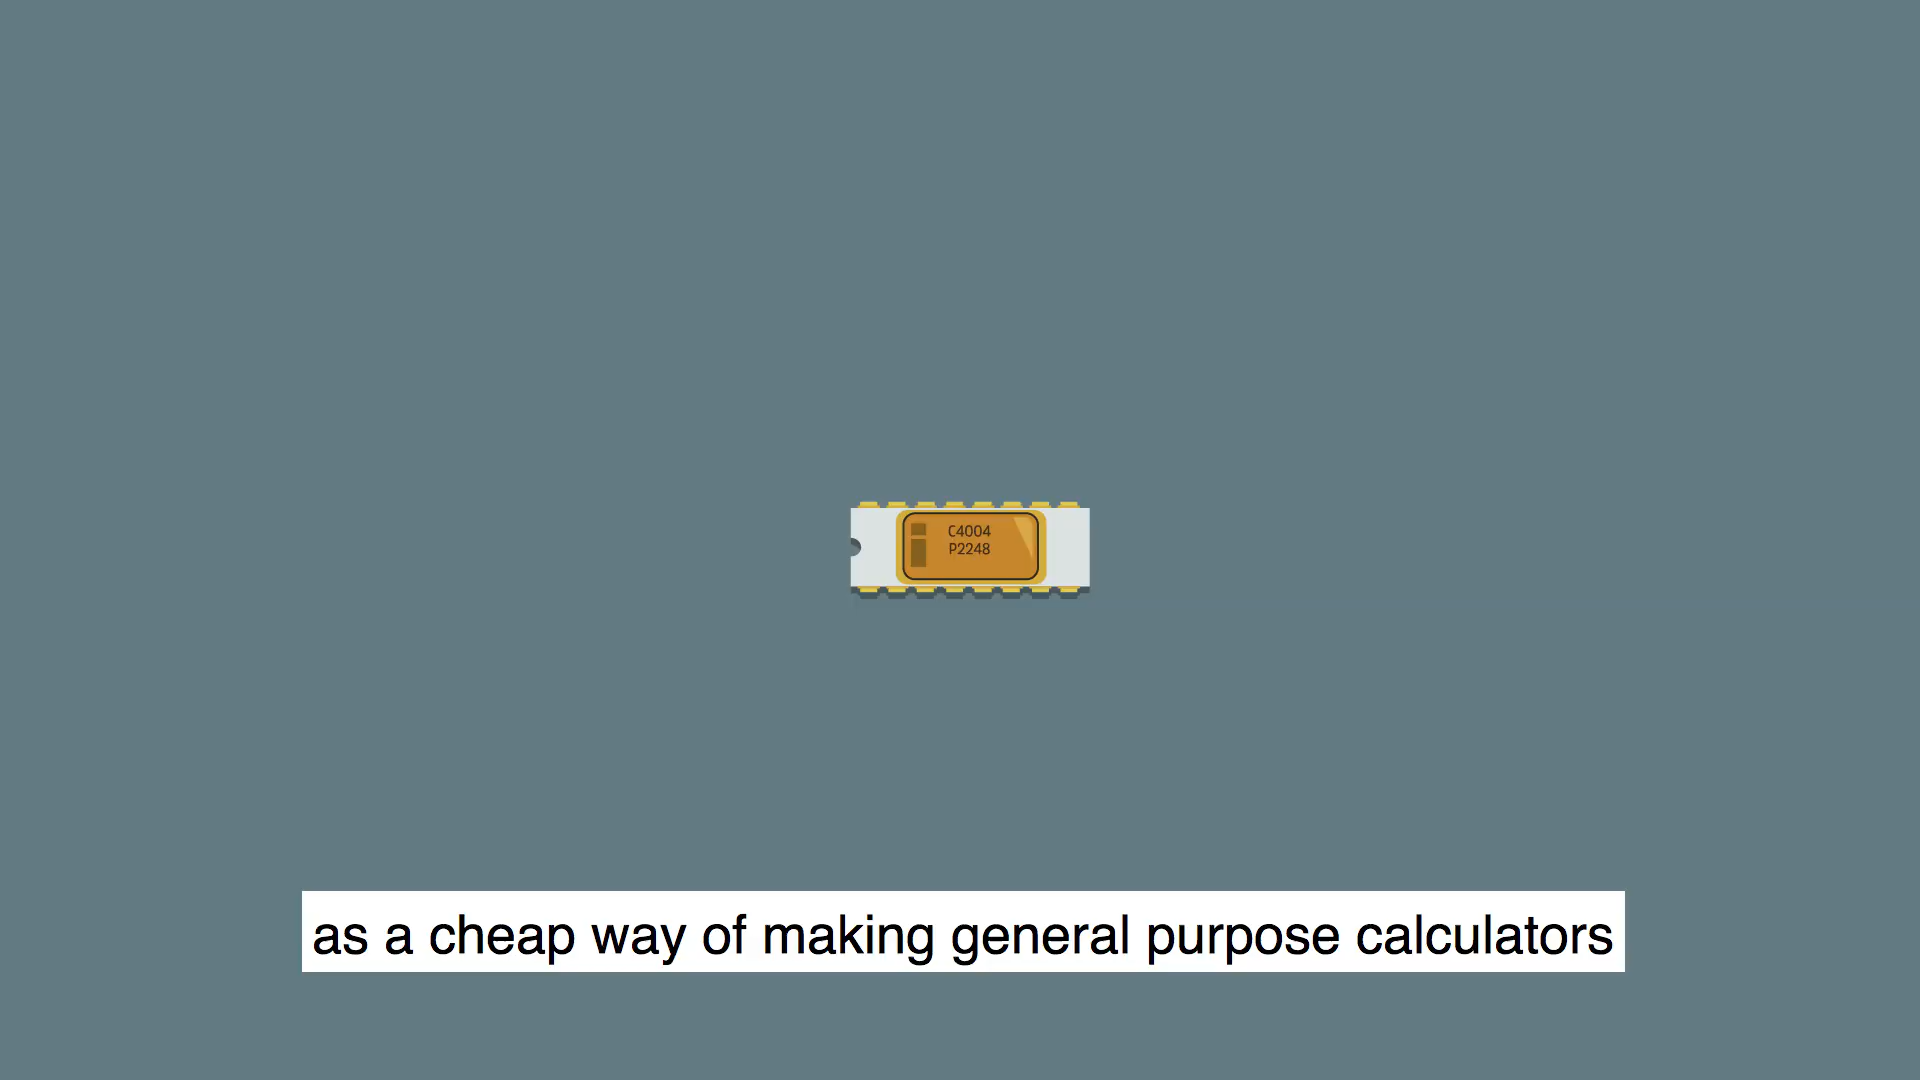 C4004
P2248
as a cheap way of making general purpose calculators